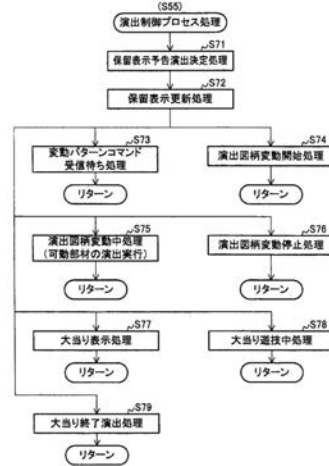 (S55)
演出制御プロセス処理
S71
保留表示予告演出決定処理
S72
保留表示更新処理
S73
変動パターンコマンド
受信待ち処理
リターン
S74
演出図柄変動開始処理
リターン
S75
演出図柄変動中処理
(可動部材の演出実行)
リターン
S76
演出図柄変動停止処理
リターン
S77
大当り表示処理
リターン
S78
大当り遊技中処理
リターン
S79
大当り終了演出処理
リターン